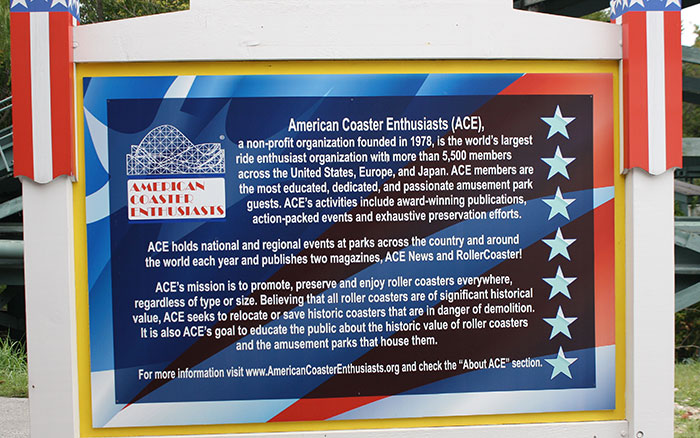 American Coaster Enthusiasts (ACE),
a non-profit organization founded in 1978, is the world's largest
ride enthusiast organization with more than 5,500 members
across the United States, Europe, and Japan. ACE members are
the most educated, dedicated, and passionate amusement park
guests. ACE's activities include award-winning publications,
action-packed events and exhaustive preservation efforts.
AMERICAN
COASTER
ENTHUSIASTS
®
ACE holds national and regional events at parks across the country and around
the world each year and publishes two magazines, ACE News and RollerCoaster!
ACE's mission is to promote, preserve and enjoy roller coasters everywhere,
regardless of type or size. Believing that all roller coasters are of significant historical
value, ACE seeks to relocate or save historic coasters that are in danger of demolition.
It is also ACE's goal to educate the public about the historic value of roller coasters
and the amusement parks that house them.
For more information visit www.AmericanCoasterEnthusiasts.org and check the "About ACE" section.